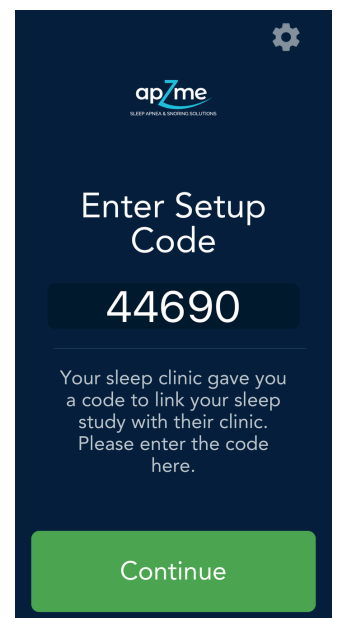 apZme
SLEEP APNEA & SNORING SOLUTIONS
Enter Setup
Code
44690
Your sleep clinic gave you
a code to link your sleep
study with their clinic.
Please enter the code
here.
Continue